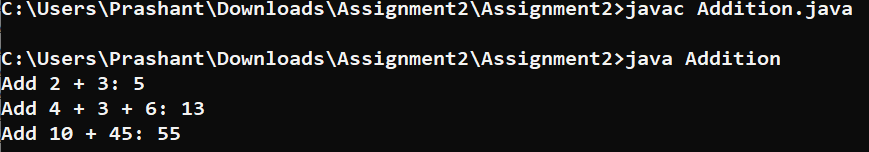 C:\Users\Prashant\Downloads\Assignment2\Assignment2>javac Addition.java
C:\Users\Prashant\Downloads\Assignment2\Assignment2>java Addition
Add 2 + 3: 5
Add 4 + 3 + 6: 13
Add 10 + 45: 55